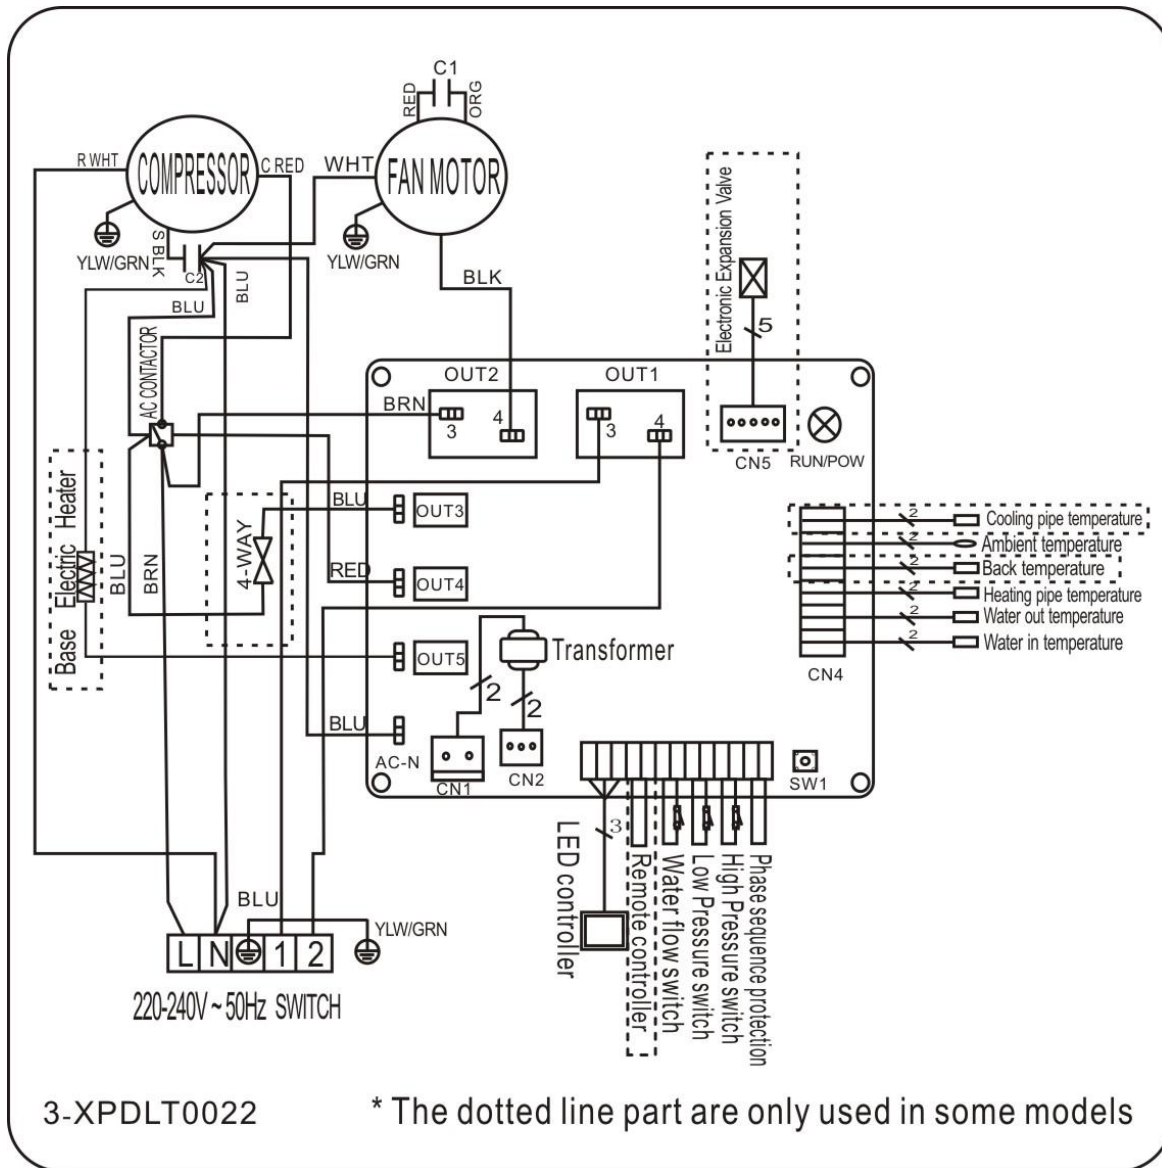 C1
RED
ORG
R WHT
COMPRESSOR
C RED
WHT
FAN MOTOR
S BLK
C2
YLW/GRN
YLW/GRN
BLU
BLU
BLK
Electronic Expansion Valve
5
AC CONTACTOR
OUT2
OUT1
BRN
3
4
3
4
CN5
RUN/POW
Base Electric Heater
BLU
BRN
4-WAY
BLU
OUT3
RED
OUT4
OUT5
BLU
AC-N
Transformer
2
2
CN1
CN2
2
Cooling pipe temperature
2
Ambient temperature
2
Back temperature
2
Heating pipe temperature
2
Water out temperature
2
Water in temperature
CN4
SW1
3
LED controller
Remote controller
Water flow switch
Low Pressure switch
High Pressure switch
Phase sequence protection
BLU
YLW/GRN
L N 1 2
220-240V ~ 50Hz SWITCH
3-XPDLT0022
* The dotted line part are only used in some models